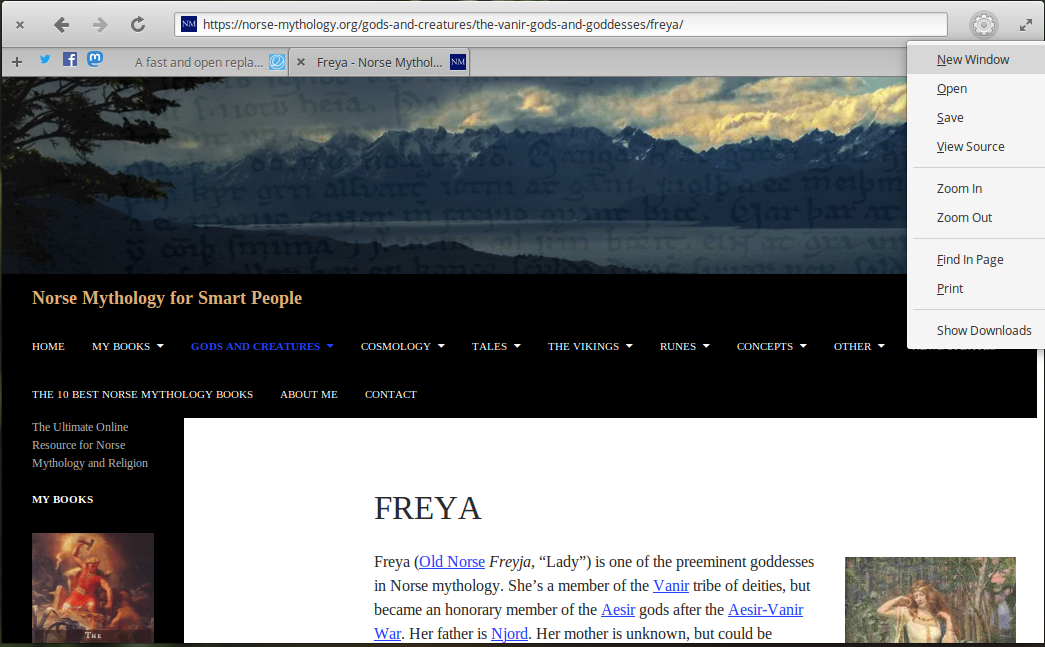 NM https://norse-mythology.org/gods-and-creatures/the-vanir-gods-and-goddesses/freya/
A fast and open repla...
Freya - Norse Mythol... NM
New Window
Open
Save
View Source
Zoom In
Zoom Out
Find In Page
Print
Show Downloads
Norse Mythology for Smart People
HOME MY BOOKS GODS AND CREATURES COSMOLOGY TALES THE VIKINGS RUNES CONCEPTS OTHER
THE 10 BEST NORSE MYTHOLOGY BOOKS ABOUT ME CONTACT
The Ultimate Online
Resource for Norse
Mythology and Religion
MY BOOKS
THE
FREYA
Freya (Old Norse Freyja, “Lady”) is one of the preeminent goddesses
in Norse mythology. She’s a member of the Vanir tribe of deities, but
became an honorary member of the Aesir gods after the Aesir-Vanir
War. Her father is Njord. Her mother is unknown, but could be